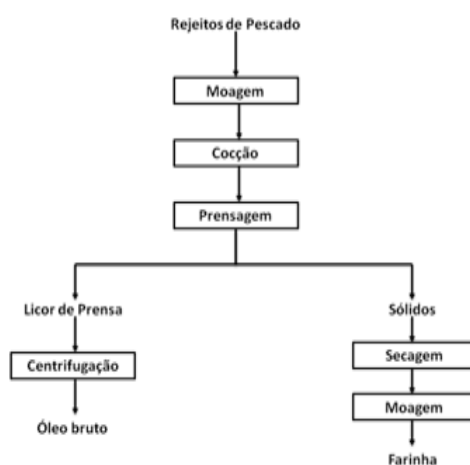 Rejeitos de Pescado
Moagem
Cocção
Prensagem
Licor de Prensa
Centrifugação
Óleo bruto
Sólidos
Secagem
Moagem
Farinha